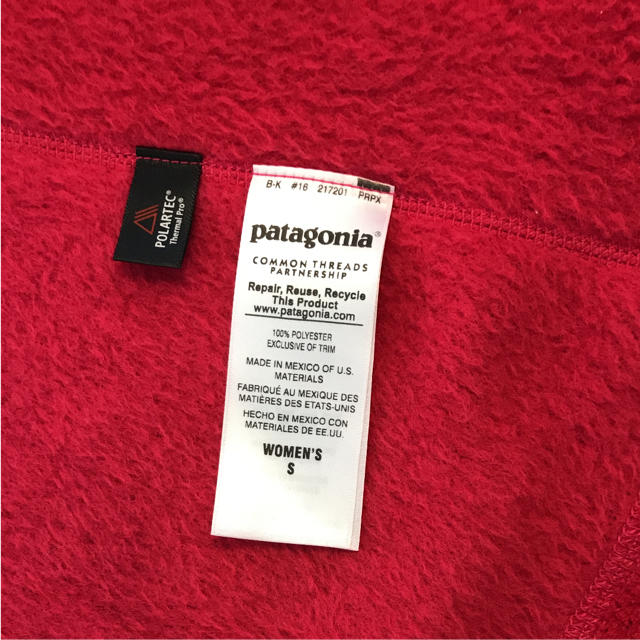 POLARTEC®
Thermal Pro®
B-K #16 217201 PRPX
patagonia®
COMMON THREADS
PARTNERSHIP
Repair, Reuse, Recycle
This Product
www.patagonia.com
100% POLYESTER
EXCLUSIVE OF TRIM
MADE IN MEXICO OF U.S.
MATERIALS
FABRIQUÉ AU MEXIQUE DES
MATIÈRES DES ETATS-UNIS
HECHO EN MEXICO CON
MATERIALES DE EE.UU.
WOMEN'S
S